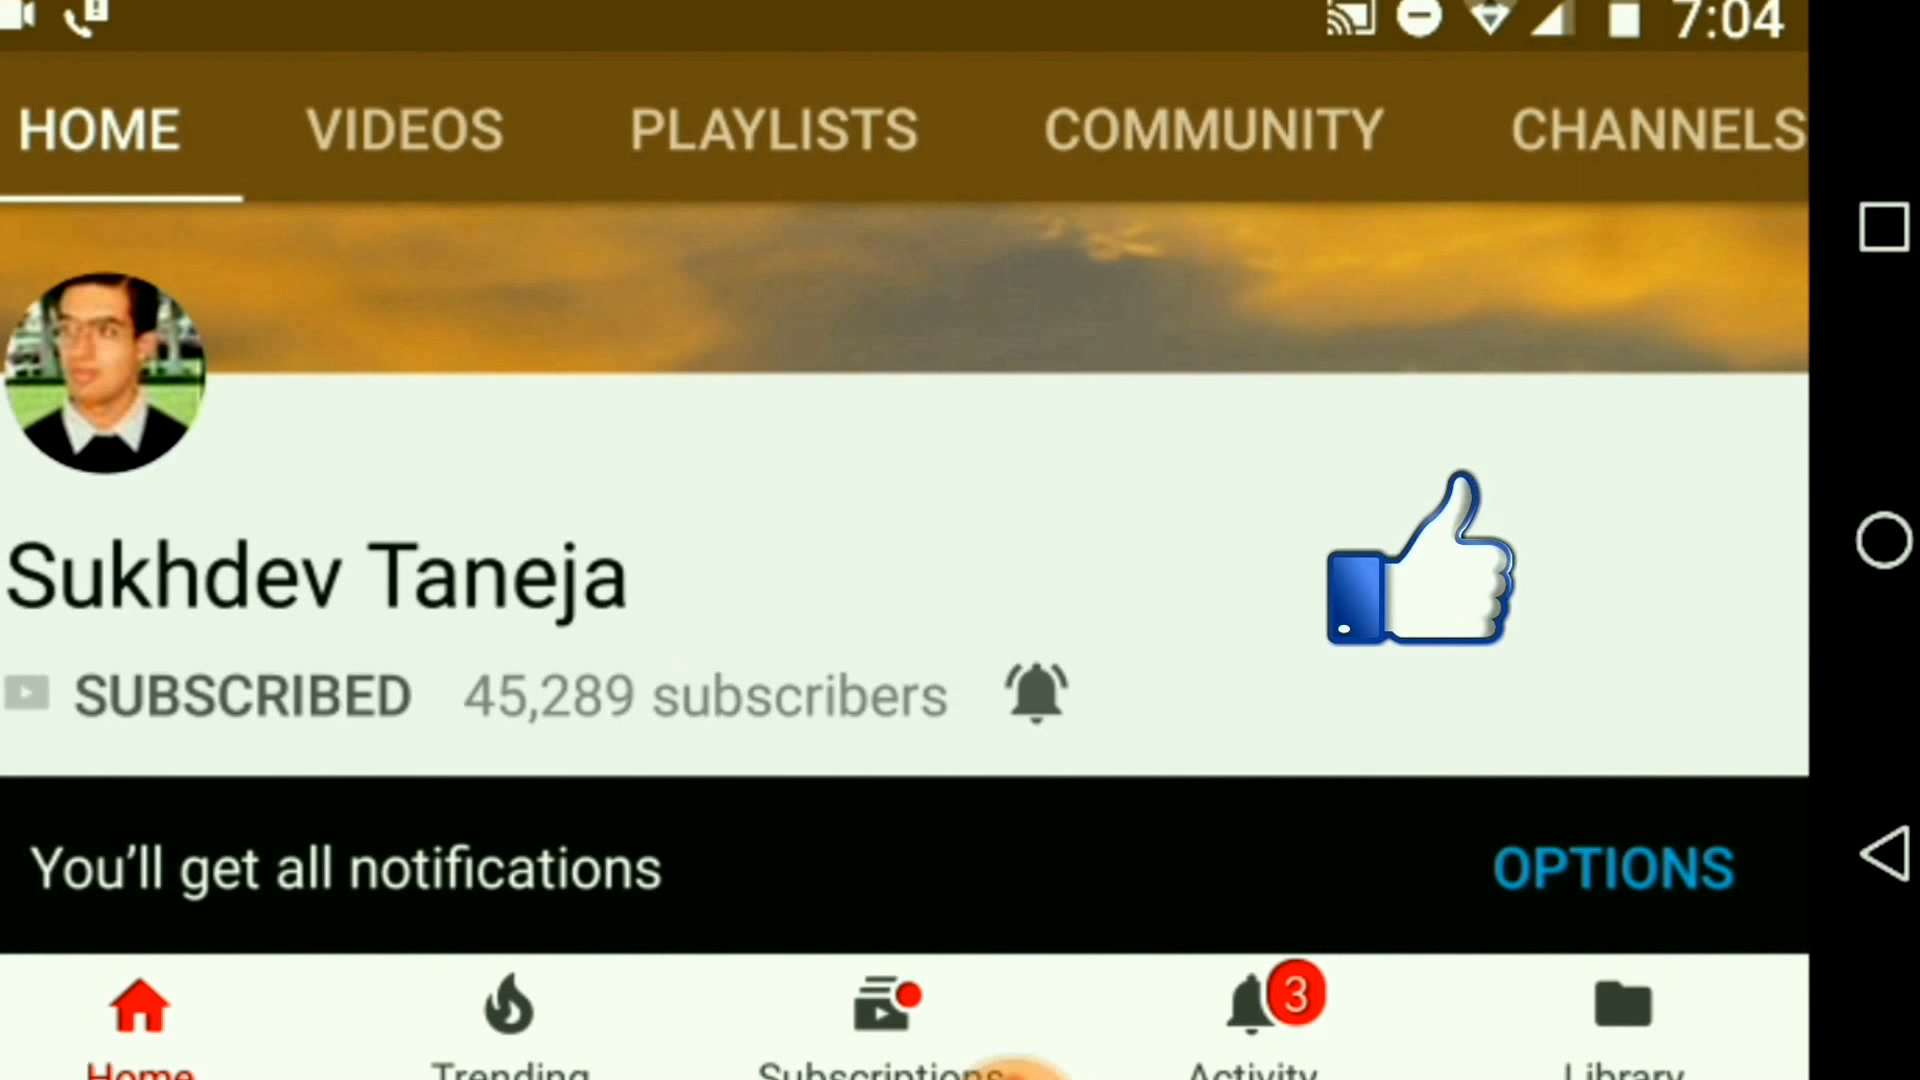 7:04
HOME VIDEOS PLAYLISTS COMMUNITY CHANNELS
Sukhdev Taneja
SUBSCRIBED 45,289 subscribers
You'll get all notifications OPTIONS
3
Home Trending Subscriptions Activity Library